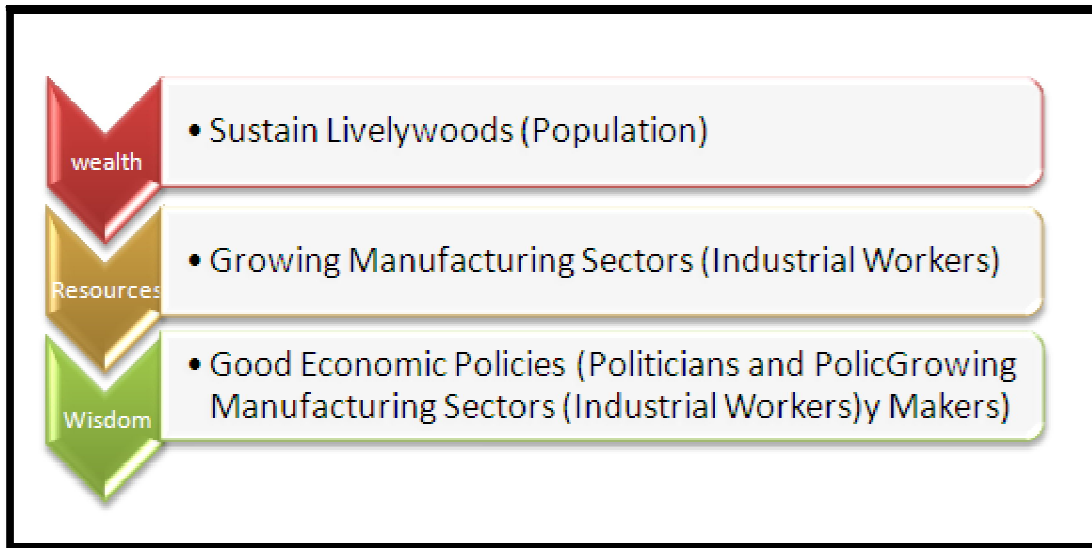 wealth
• Sustain Livelywoods (Population)
Resources
• Growing Manufacturing Sectors (Industrial Workers)
Wisdom
• Good Economic Policies (Politicians and PolicGrowing
Manufacturing Sectors (Industrial Workers)y Makers)